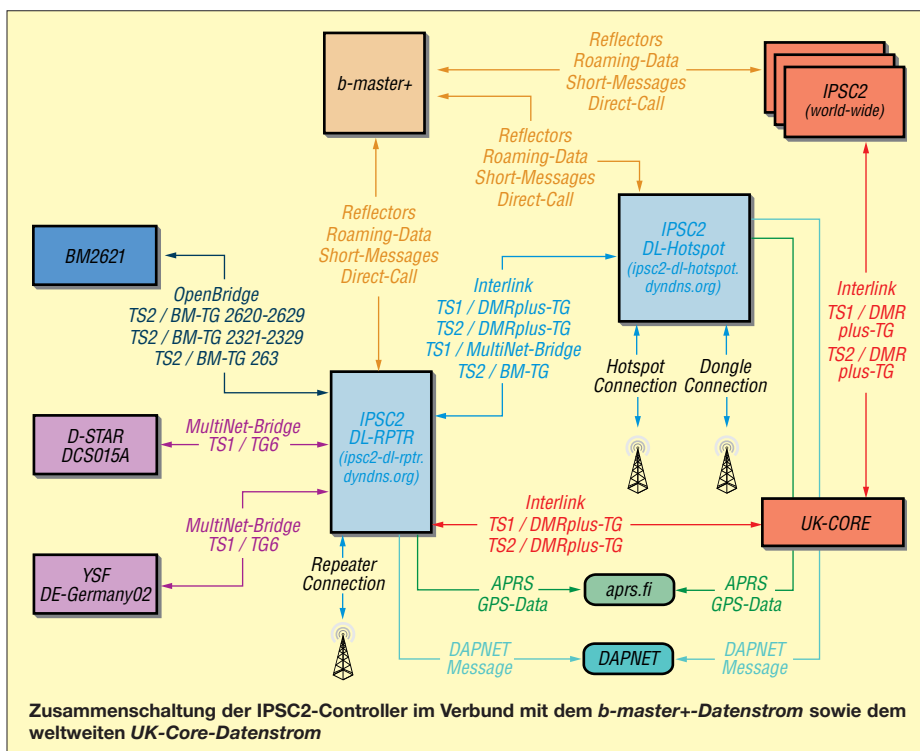 Reflectors
Roaming-Data
Short-Messages
Direct-Call
b-master+
IPSC2
(world-wide)
Reflectors
Roaming-Data
Short-Messages
Direct-Call
Reflectors
Roaming-Data
Short-Messages
Direct-Call
IPSC2
DL-Hotspot
(ipsc2-dl-hotspot.
dyndns.org)
BM2621
OpenBridge
TS2 / BM-TG 2620-2629
TS2 / BM-TG 2321-2329
TS2 / BM-TG 263
Interlink
TS1 / DMRplus-TG
TS2 / DMRplus-TG
TS1 / MultiNet-Bridge
TS2 / BM-TG
Interlink
TS1 / DMR
plus-TG
TS2 / DMR
plus-TG
Hotspot
Connection
Dongle
Connection
D-STAR
DCS015A
MultiNet-Bridge
TS1 / TG6
IPSC2
DL-RPTR
(ipsc2-dl-rptr.
dyndns.org)
MultiNet-Bridge
TS1 / TG6
YSF
DE-Germany02
Interlink
TS1 / DMRplus-TG
TS2 / DMRplus-TG
UK-CORE
Repeater
Connection
APRS
GPS-Data
aprs.fi
APRS
GPS-Data
DAPNET
Message
DAPNET
DAPNET
Message
Zusammenschaltung der IPSC2-Controller im Verbund mit dem b-master+-Datenstrom sowie dem
weltweiten UK-Core-Datenstrom